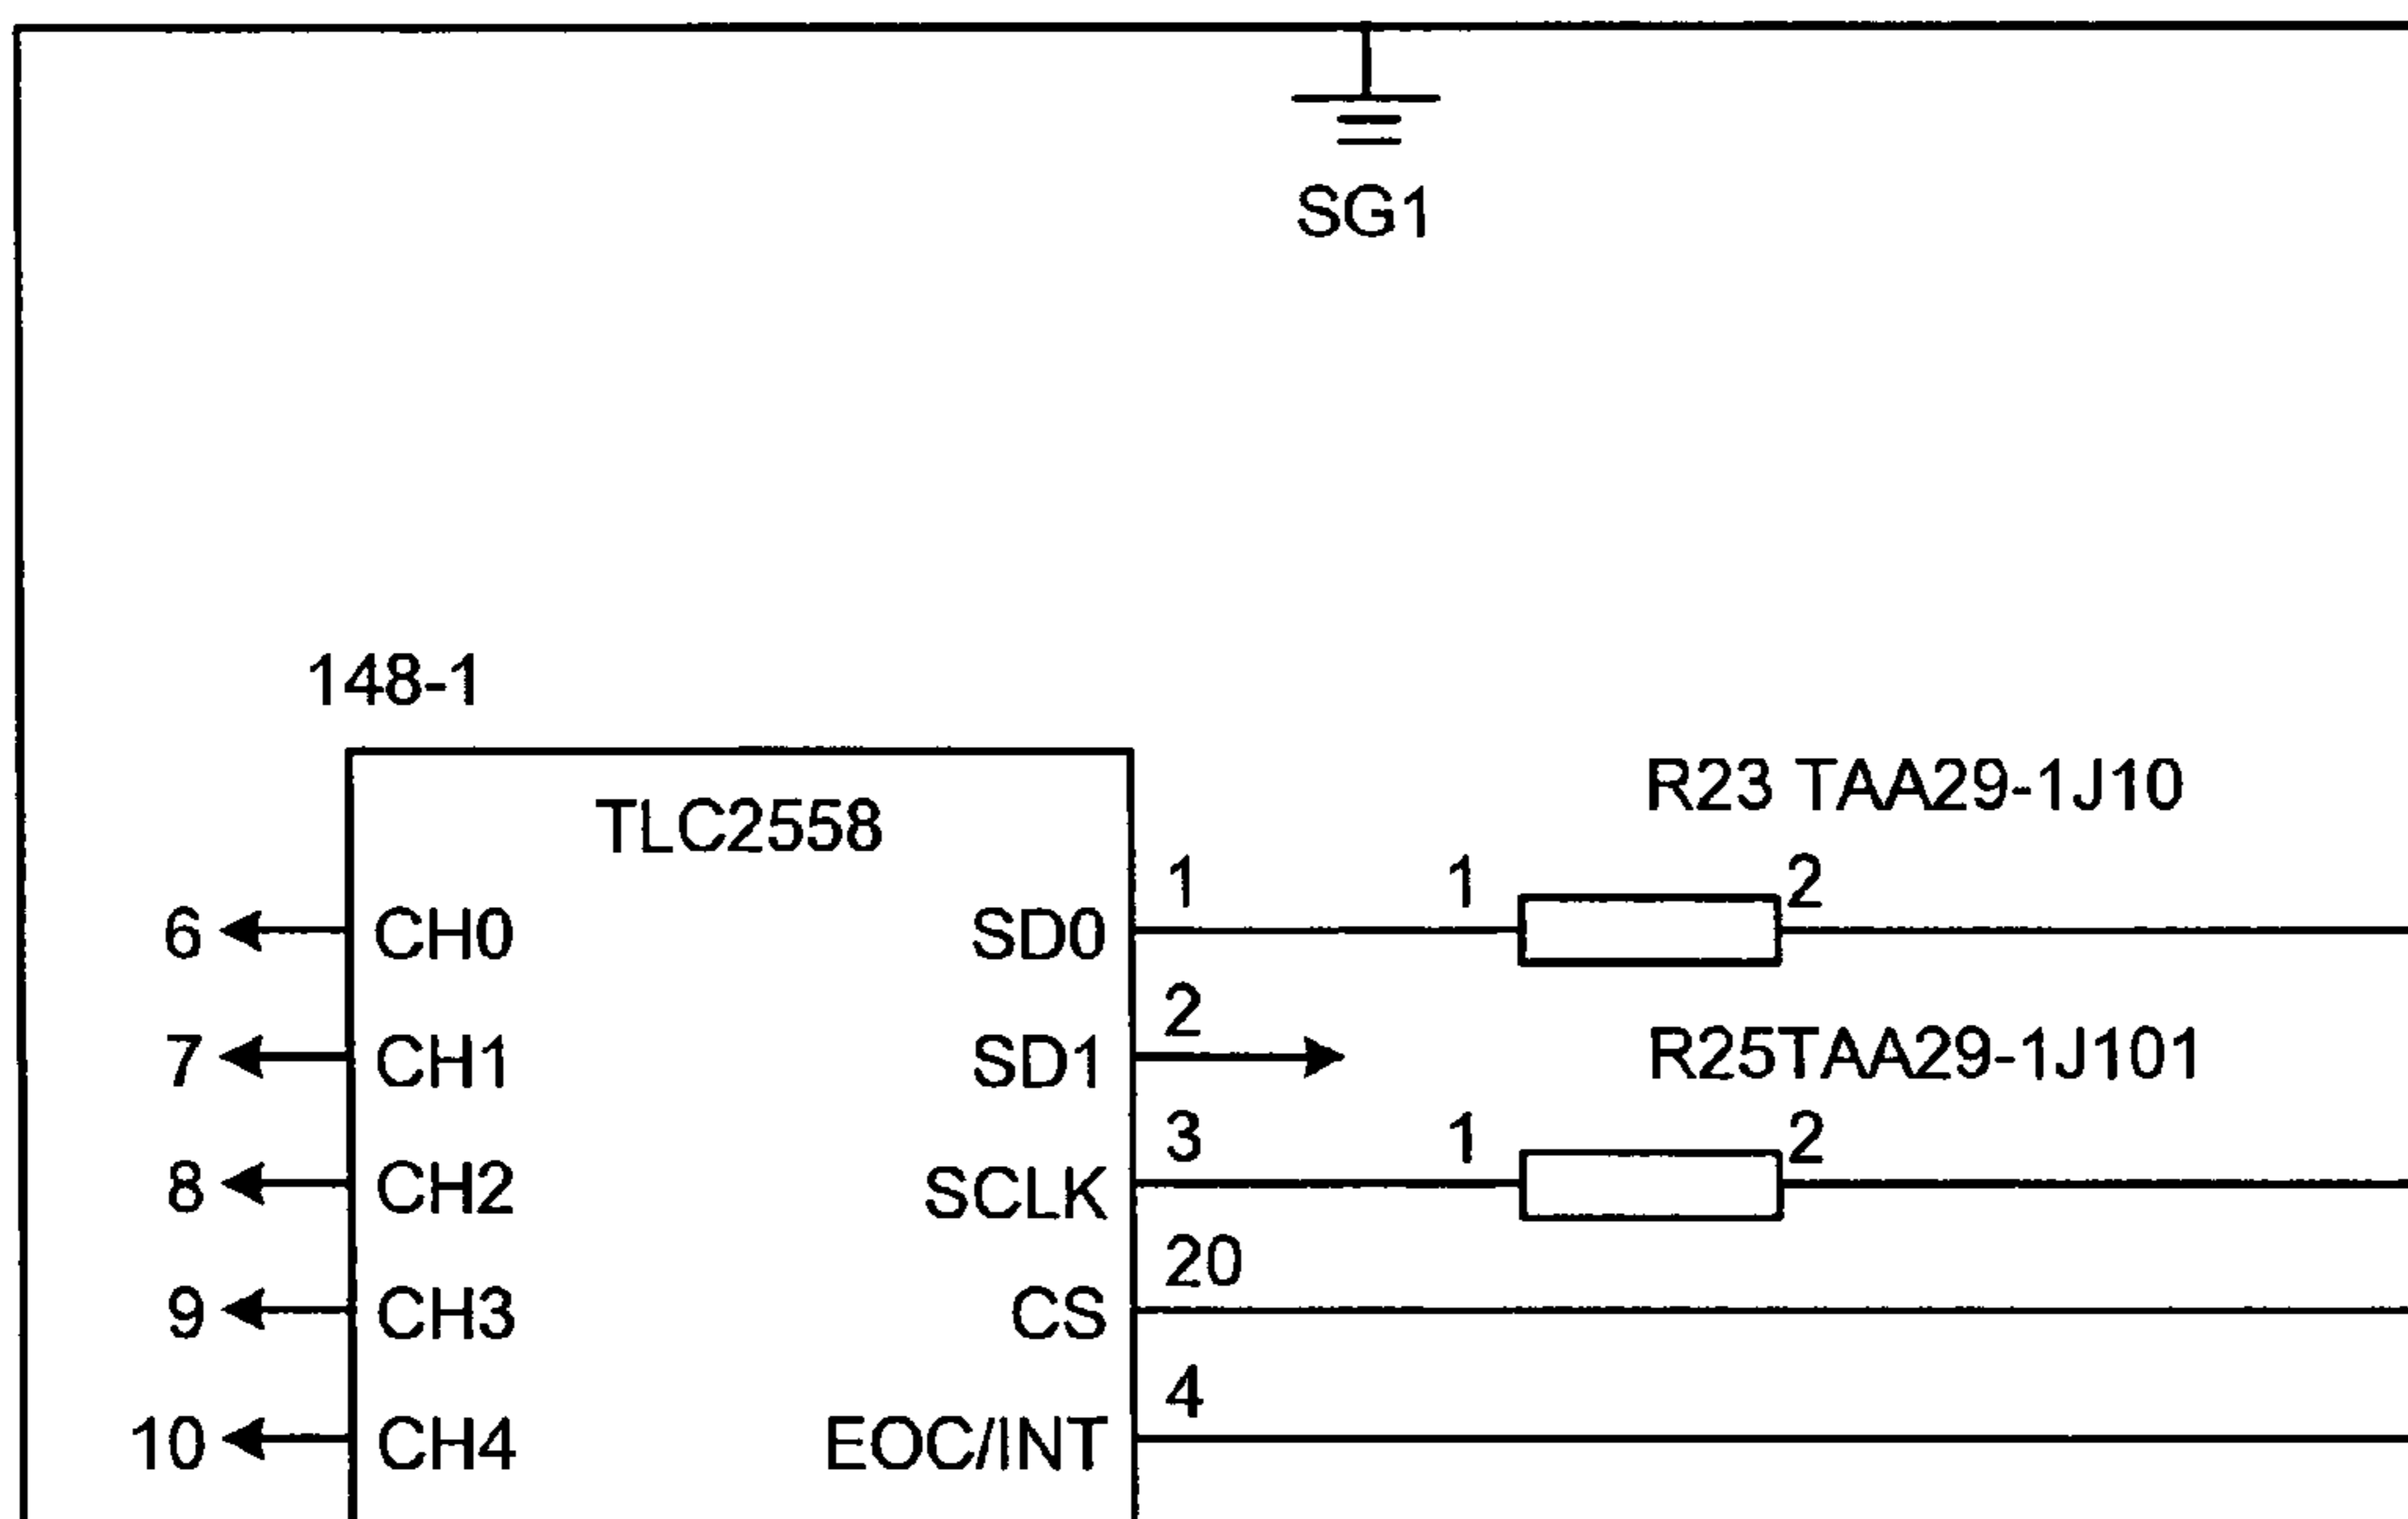 SG1
148-1
TLC2558
R23 TAA29-1J10
1 1 2
6 CH0 SD0
2
7 CH1 SD1 R25TAA29-1J101
3 1 2
8 CH2 SCLK
20
9 CH3 CS
4
10 CH4 EOC/INT